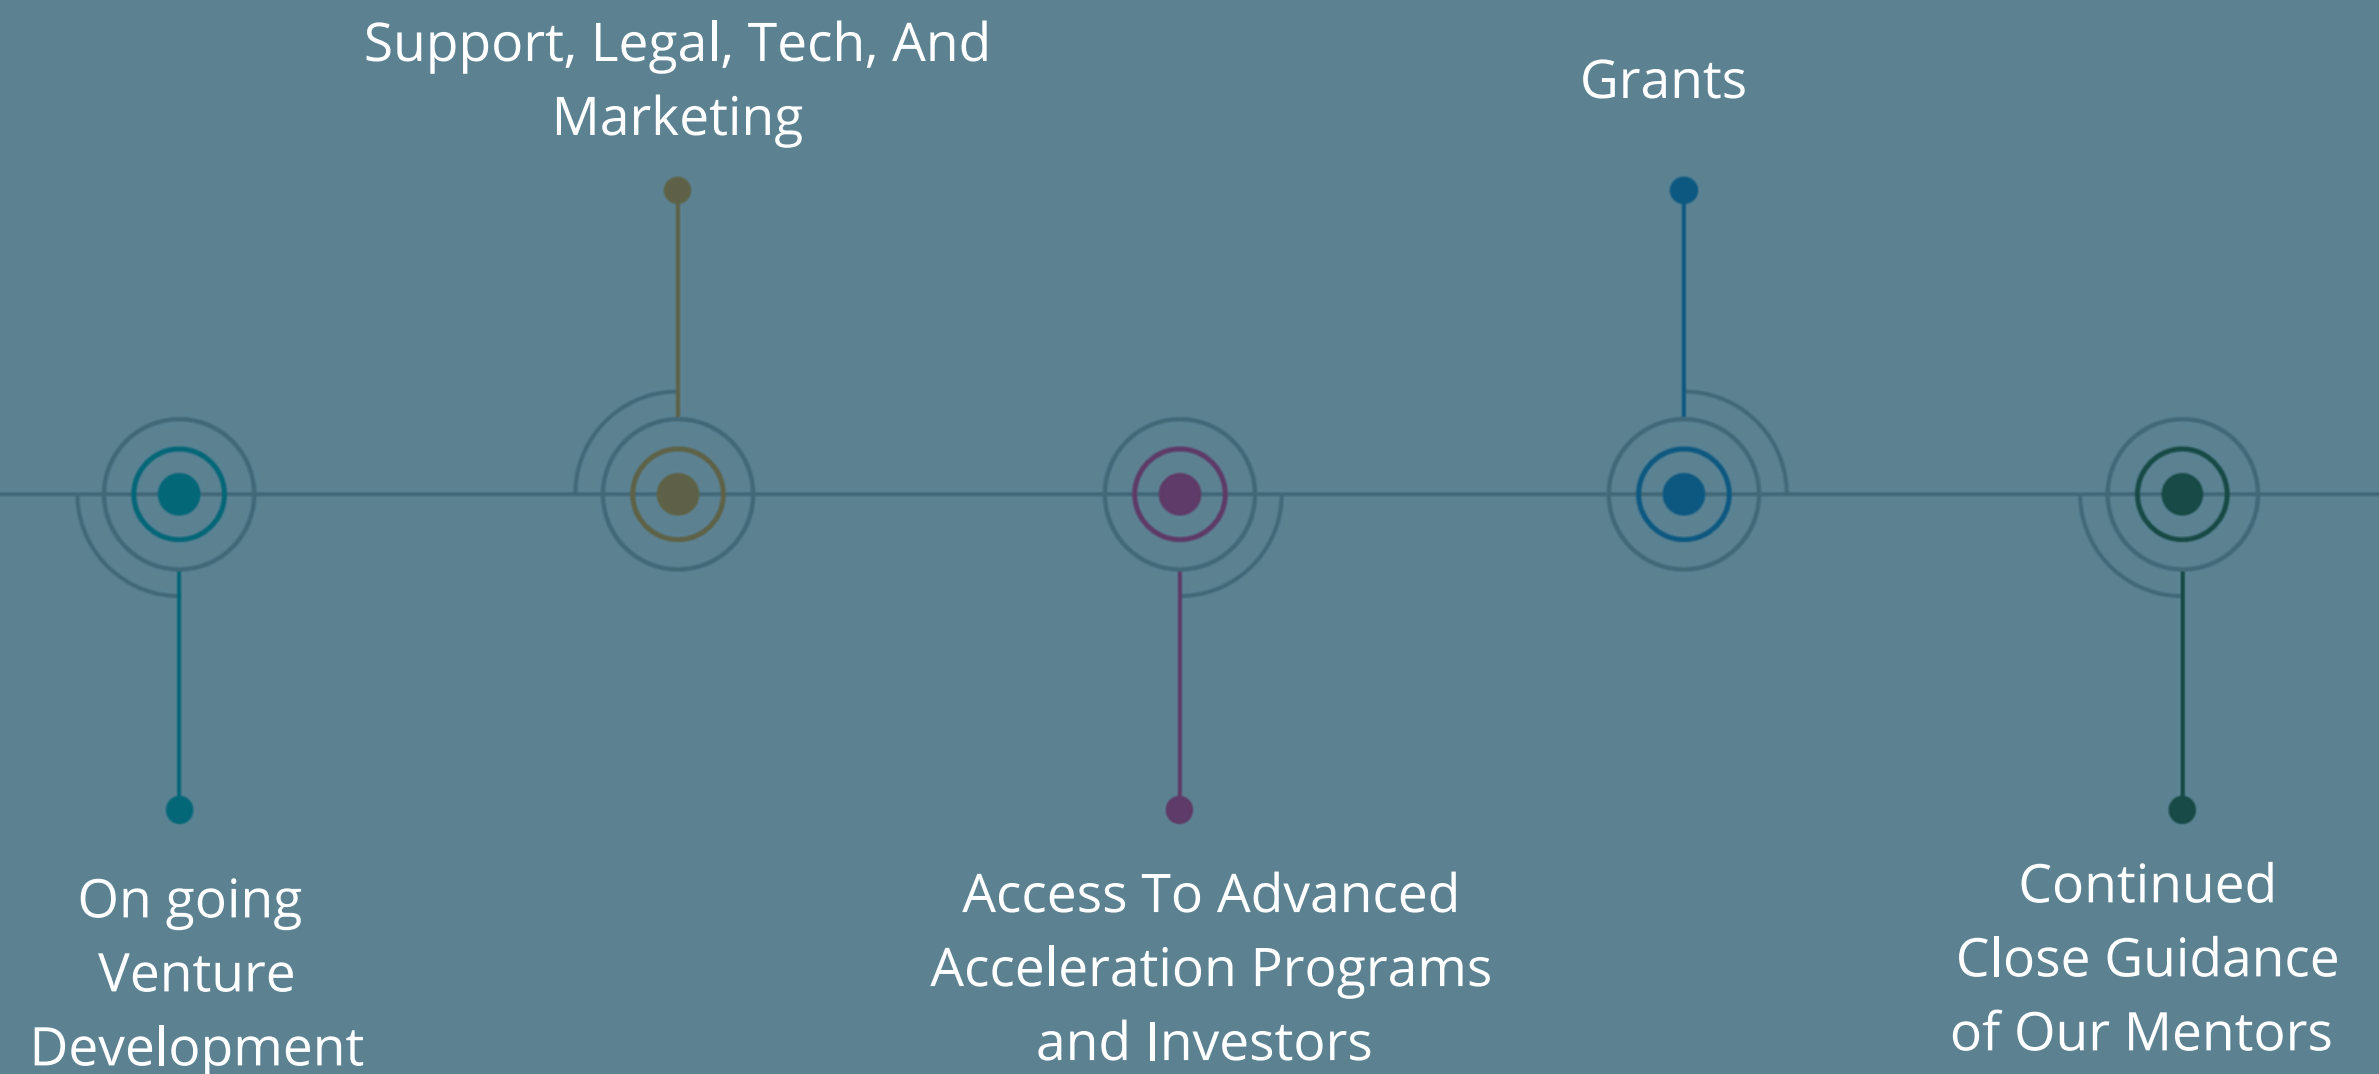 On going
Venture
Development
Support, Legal, Tech, And
Marketing
Access To Advanced
Acceleration Programs
and Investors
Grants
Continued
Close Guidance
of Our Mentors